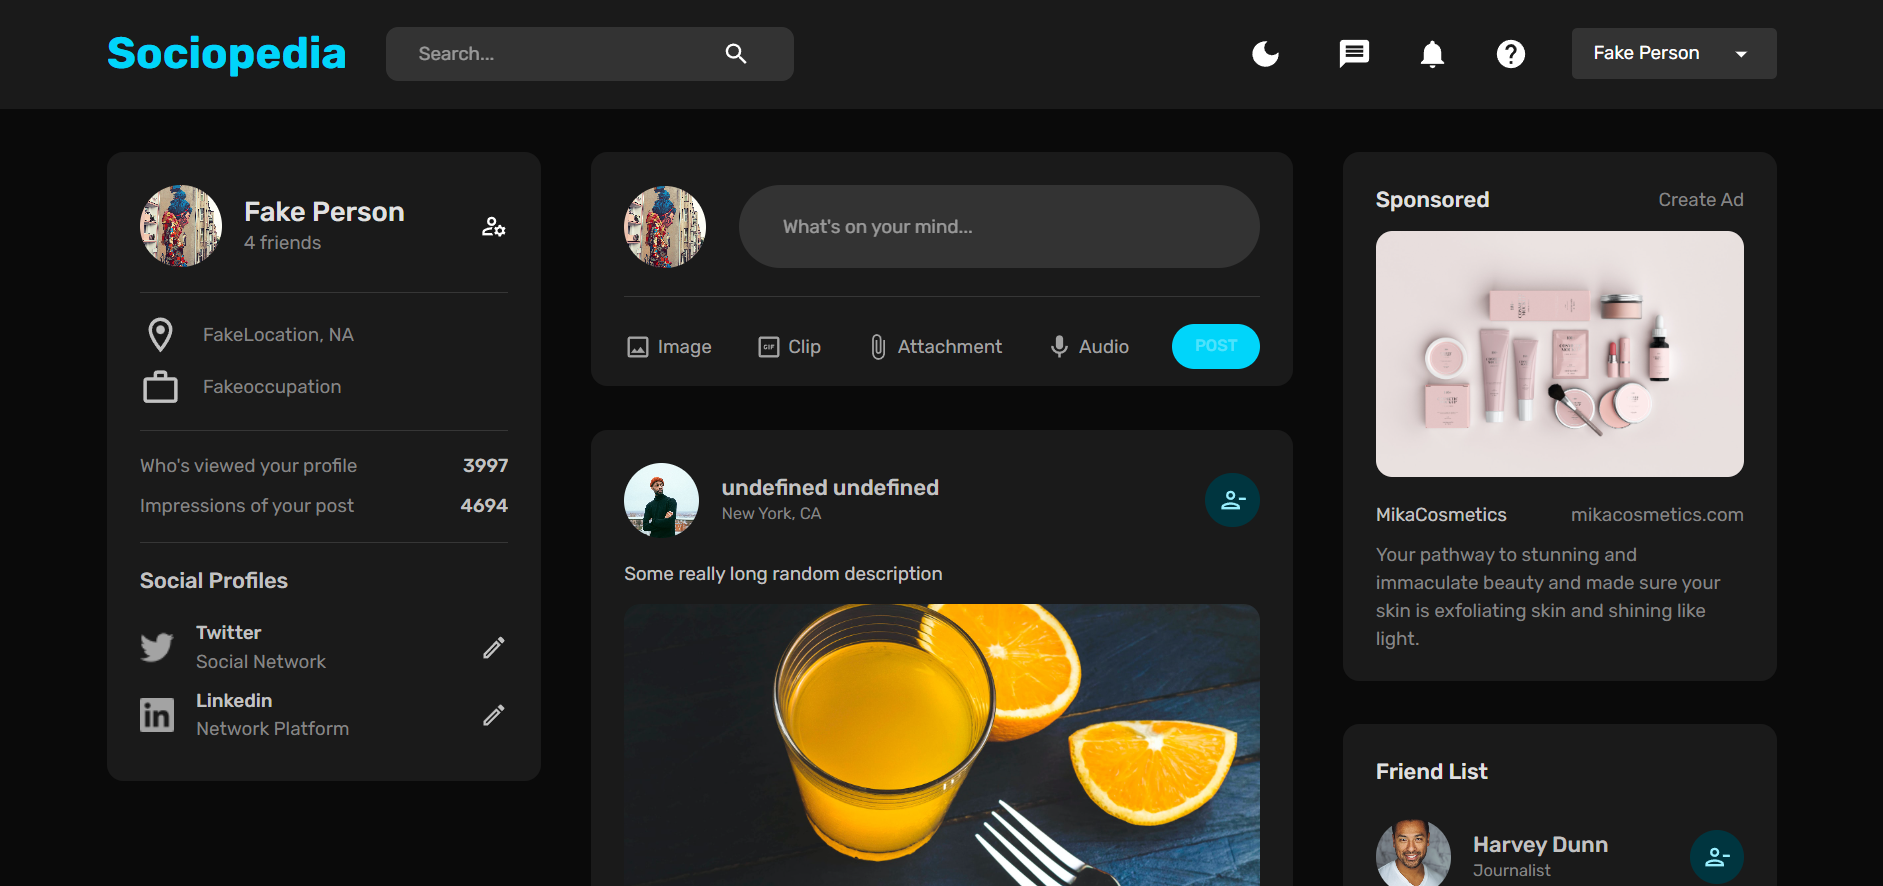 Sociopedia
Search...
Fake Person
Fake Person
4 friends
FakeLocation, NA
Fakeoccupation
Who's viewed your profile 3997
Impressions of your post 4694
Social Profiles
Twitter
Social Network
Linkedin
Network Platform
What's on your mind...
Image
GIF
Clip
Attachment
Audio
POST
undefined undefined
New York, CA
Some really long random description
Sponsored
Create Ad
MikaCosmetics
mikacosmetics.com
Your pathway to stunning and
immaculate beauty and made sure your
skin is exfoliating skin and shining like
light.
Friend List
Harvey Dunn
Journalist